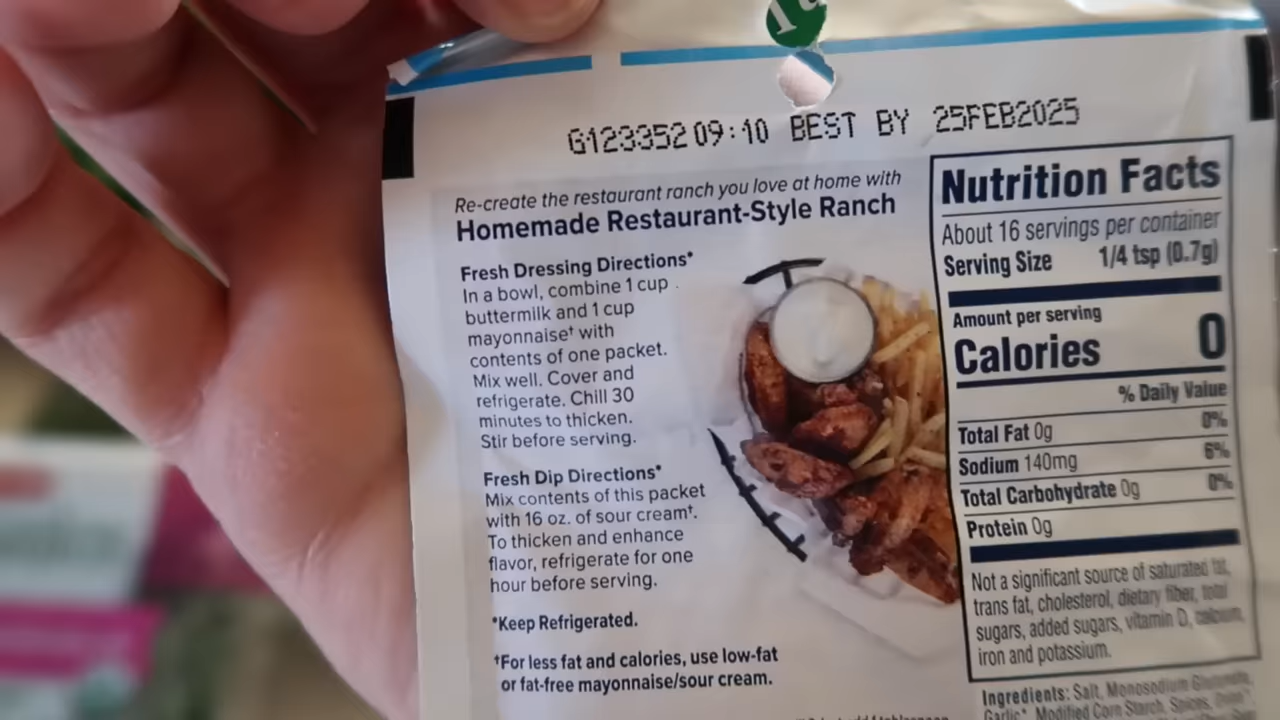 G123352 09:10 BEST BY 25FEB2025
Re-create the restaurant ranch you love at home with
Homemade Restaurant-Style Ranch
Fresh Dressing Directions*
In a bowl, combine 1 cup
buttermilk and 1 cup
mayonnaise† with
contents of one packet.
Mix well. Cover and
refrigerate. Chill 30
minutes to thicken.
Stir before serving.
Fresh Dip Directions*
Mix contents of this packet
with 16 oz. of sour cream†.
To thicken and enhance
flavor, refrigerate for one
hour before serving.
*Keep Refrigerated.
†For less fat and calories, use low-fat
or fat-free mayonnaise/sour cream.
Nutrition Facts
About 16 servings per container
Serving Size 1/4 tsp (0.7g)
Amount per serving
Calories 0
% Daily Value
Total Fat 0g 0%
Sodium 140mg 6%
Total Carbohydrate 0g 0%
Protein 0g
Not a significant source of saturated fat,
trans fat, cholesterol, dietary fiber, total
sugars, added sugars, vitamin D, calcium,
iron and potassium.
Ingredients: Salt, Monosodium Glutamate,
Garlic*, Modified Corn Starch, Spices, Onion*